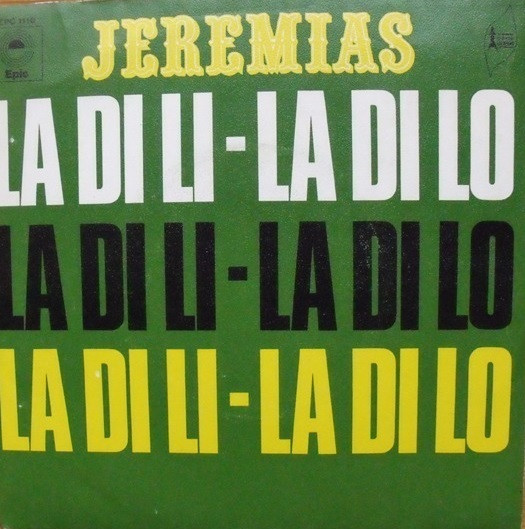 JEREMIAS
Epic
LA DI LI - LA DI LO
LA DI LI - LA DI LO
LA DI LI - LA DI LO